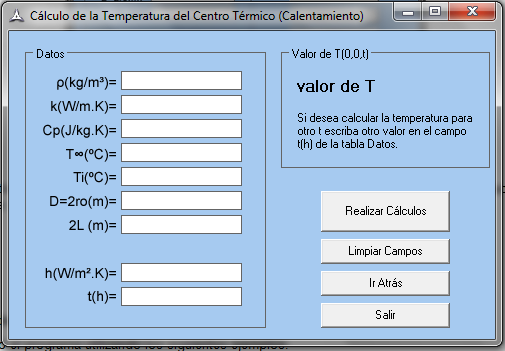 Cálculo de la Temperatura del Centro Térmico (Calentamiento)
Datos
ρ(kg/m³)=
k(W/m.K)=
Cp(J/kg.K)=
T∞(ºC)=
Ti(ºC)=
D=2ro(m)=
2L (m)=
h(W/m².K)=
t(h)=
Valor de T(0,0,t)
valor de T
Si desea calcular la temperatura para
otro t escriba otro valor en el campo
t(h) de la tabla Datos.
Realizar Cálculos
Limpiar Campos
Ir Atrás
Salir